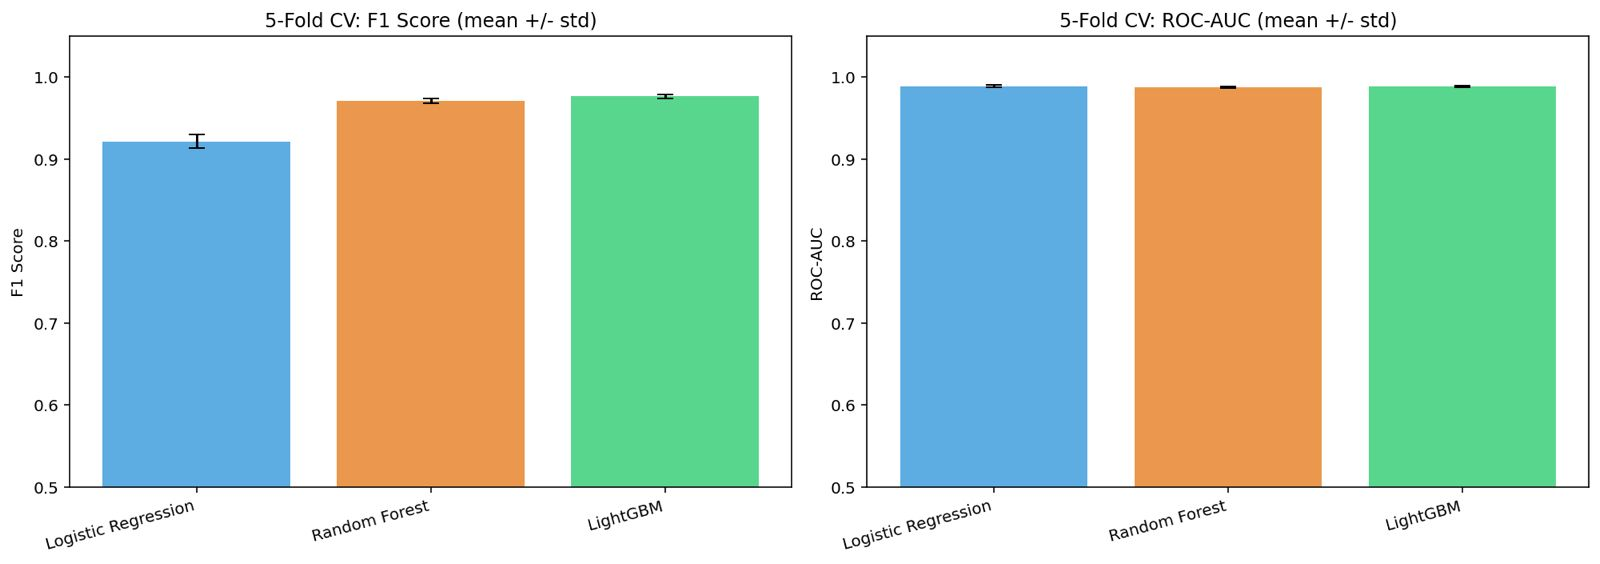 5-Fold CV: F1 Score (mean +/- std)
F1 Score
1.0
0.9
0.8
0.7
0.6
0.5
Logistic Regression
Random Forest
LightGBM
5-Fold CV: ROC-AUC (mean +/- std)
ROC-AUC
1.0
0.9
0.8
0.7
0.6
0.5
Logistic Regression
Random Forest
LightGBM